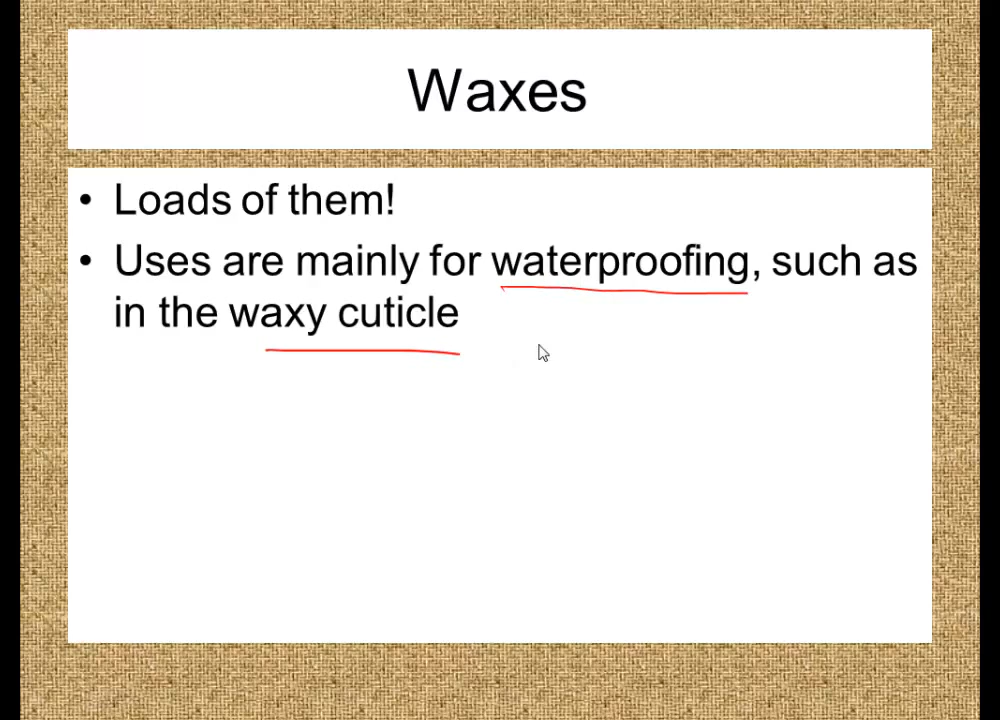 Waxes
• Loads of them!
• Uses are mainly for waterproofing, such as
in the waxy cuticle